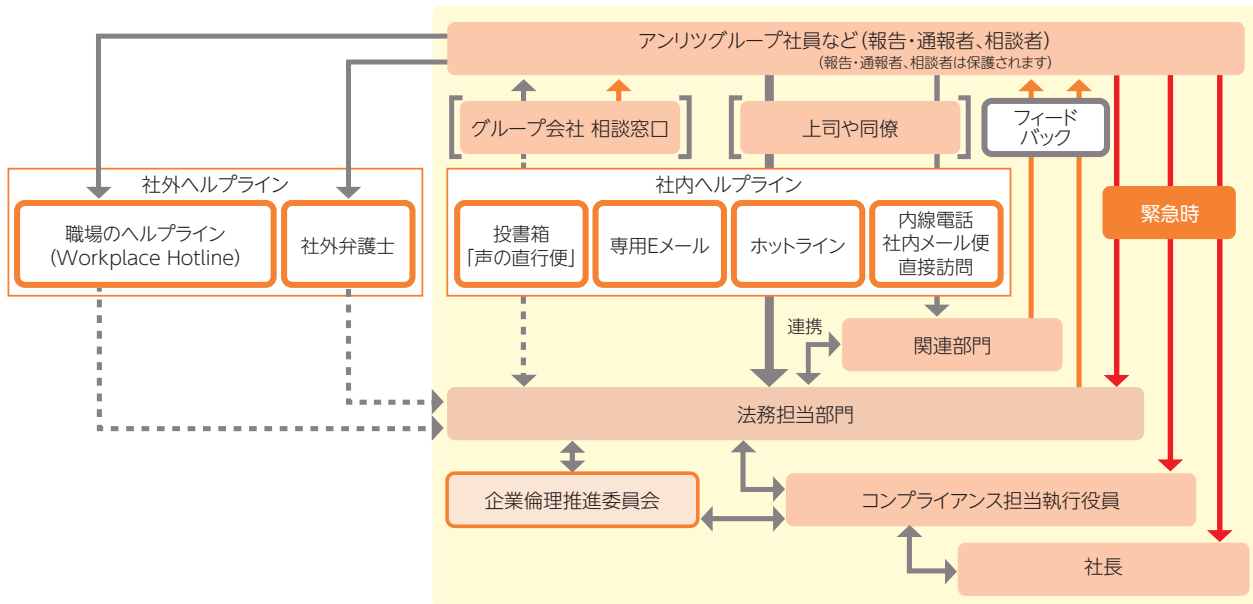 アンリツグループ社員など（報告・通報者、相談者）
（報告・通報者、相談者は保護されます）
グループ会社 相談窓口
上司や同僚
フィード
バック
社外ヘルプライン
職場のヘルプライン
(Workplace Hotline)
社外弁護士
社内ヘルプライン
投書箱
「声の直行便」
専用Eメール
ホットライン
内線電話
社内メール便
直接訪問
緊急時
連携
関連部門
法務担当部門
企業倫理推進委員会
コンプライアンス担当執行役員
社長